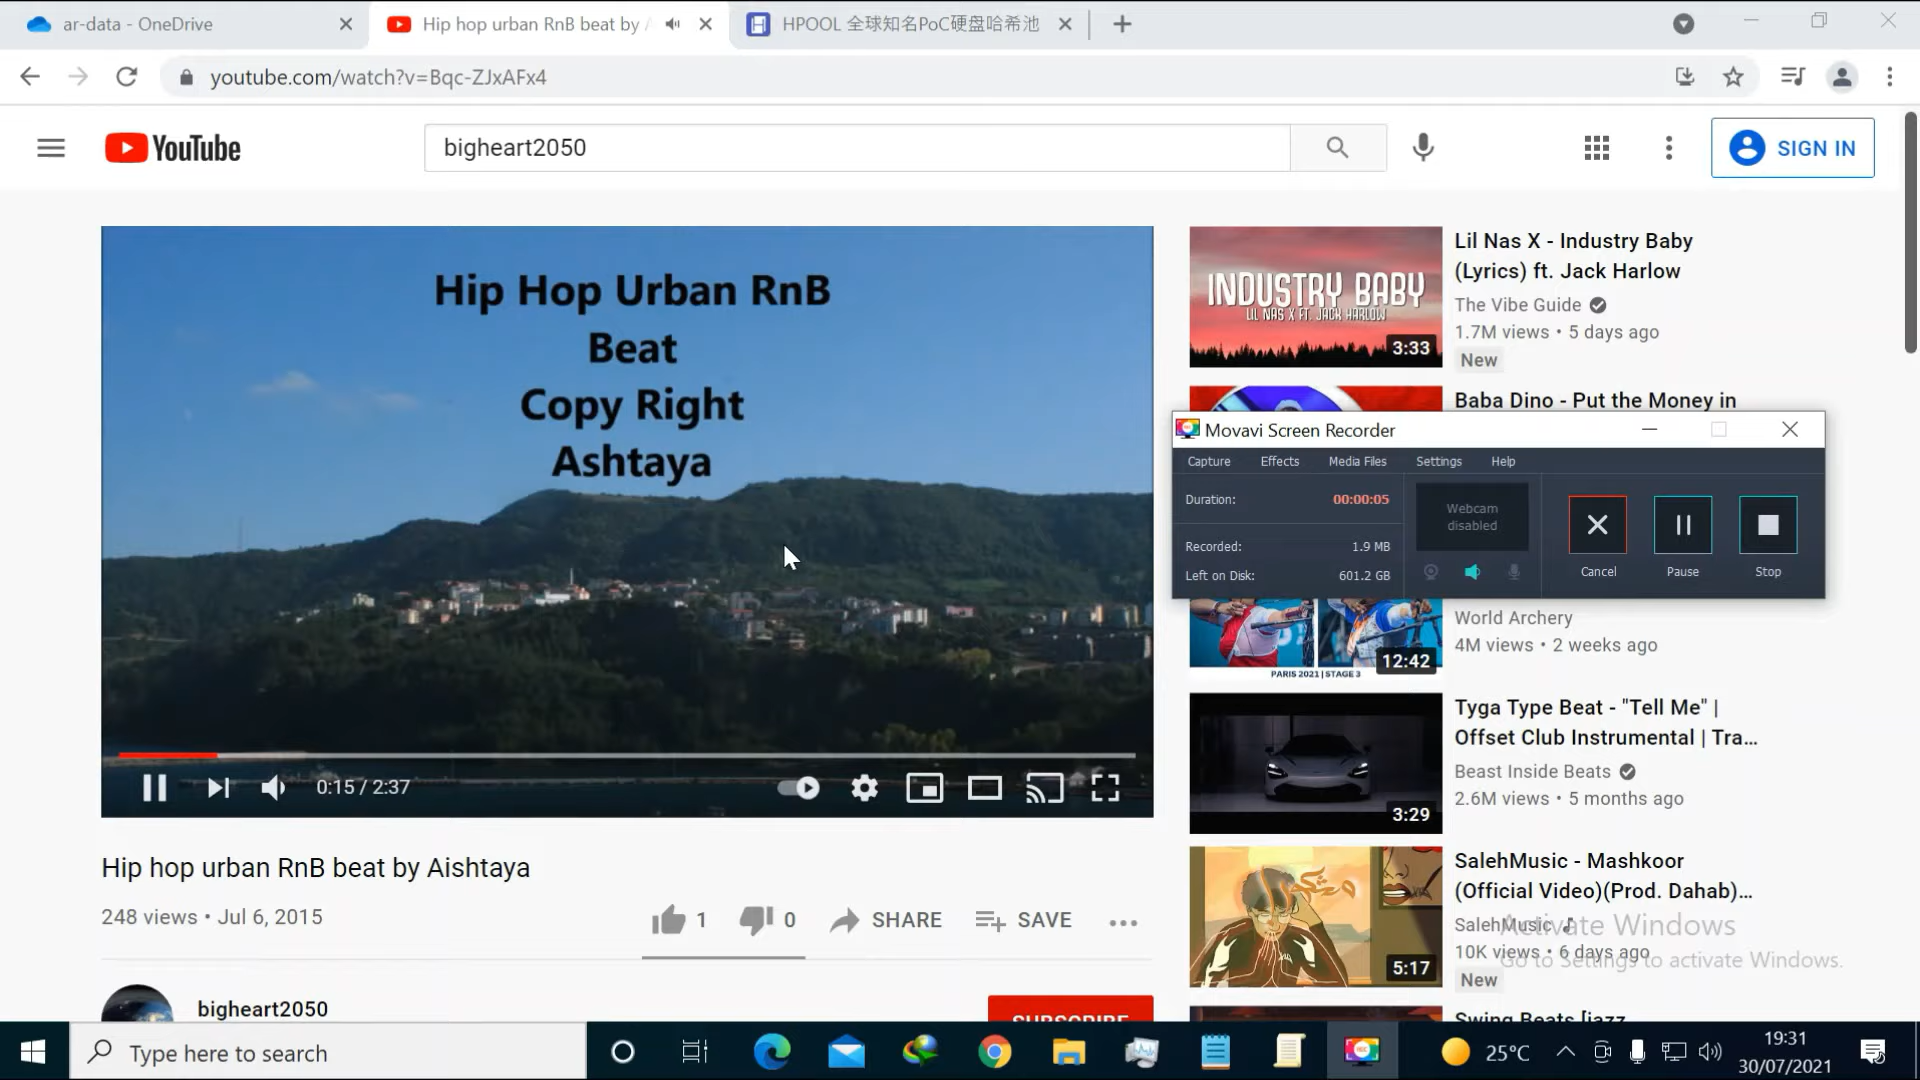 ar-data - OneDrive
Hip hop urban RnB beat by
HPOOL 全球知名PoC硬盘哈希池
youtube.com/watch?v=Bqc-ZJxAFx4
YouTube
bigheart2050
SIGN IN
Hip Hop Urban RnB
Beat
Copy Right
Ashtaya
0:15 / 2:37
Hip hop urban RnB beat by Aishtaya
248 views • Jul 6, 2015
1
0
SHARE
SAVE
bigheart2050
SUBSCRIBE
INDUSTRY BABY
LIL NAS X FT. JACK HARLOW
3:33
Lil Nas X - Industry Baby
(Lyrics) ft. Jack Harlow
The Vibe Guide
1.7M views • 5 days ago
New
Baba Dino - Put the Money in
Movavi Screen Recorder
Capture Effects Media Files Settings Help
Duration: 00:00:05
Recorded: 1.9 MB
Left on Disk: 601.2 GB
Webcam
disabled
Cancel
Pause
Stop
World Archery
4M views • 2 weeks ago
12:42
PARIS 2021 | STAGE 3
Tyga Type Beat - "Tell Me" |
Offset Club Instrumental | Tra...
Beast Inside Beats
2.6M views • 5 months ago
3:29
مشكور
5:17
SalehMusic - Mashkoor
(Official Video)(Prod. Dahab)...
SalehMusic
10K views • 6 days ago
New
Activate Windows
Go to Settings to activate Windows.
Swing Beats [jazz
Type here to search
25°C
19:31
30/07/2021